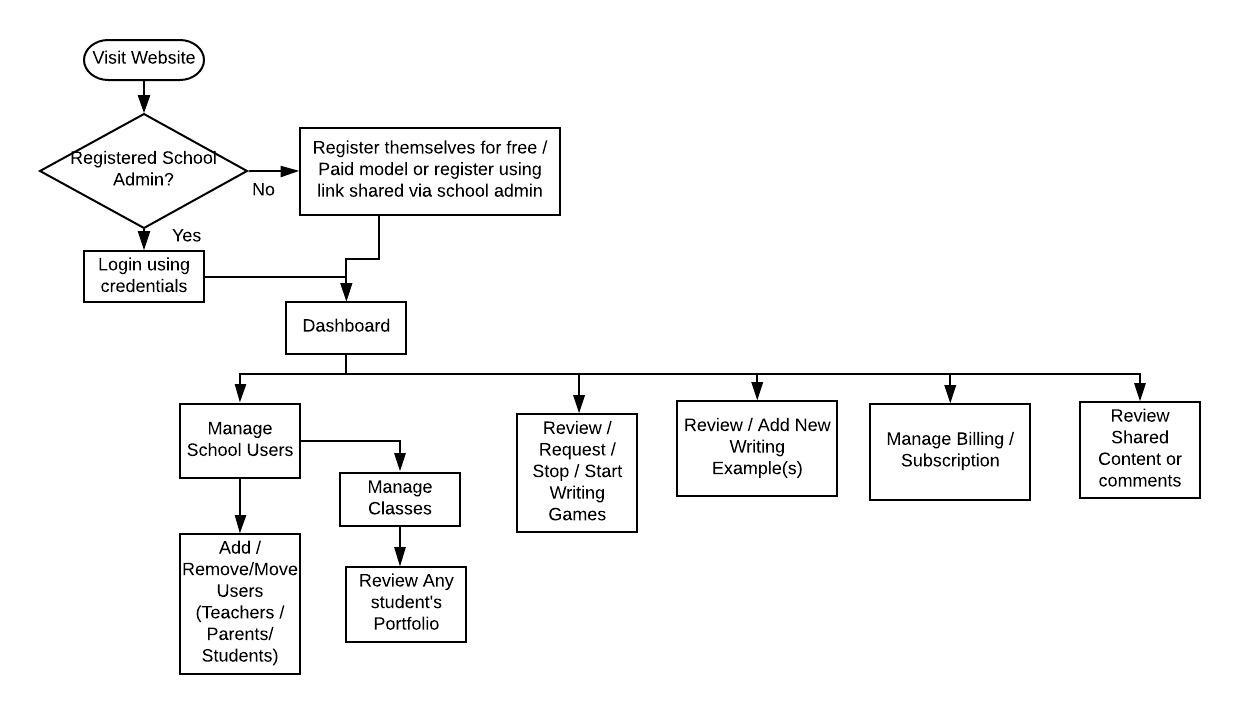 Visit Website
Registered School
Admin?
No
Register themselves for free /
Paid model or register using
link shared via school admin
Yes
Login using
credentials
Dashboard
Manage
School Users
Review /
Request /
Stop / Start
Writing
Games
Review / Add New
Writing
Example(s)
Manage Billing /
Subscription
Review
Shared
Content or
comments
Manage
Classes
Add /
Remove/Move
Users
(Teachers /
Parents/
Students)
Review Any
student's
Portfolio